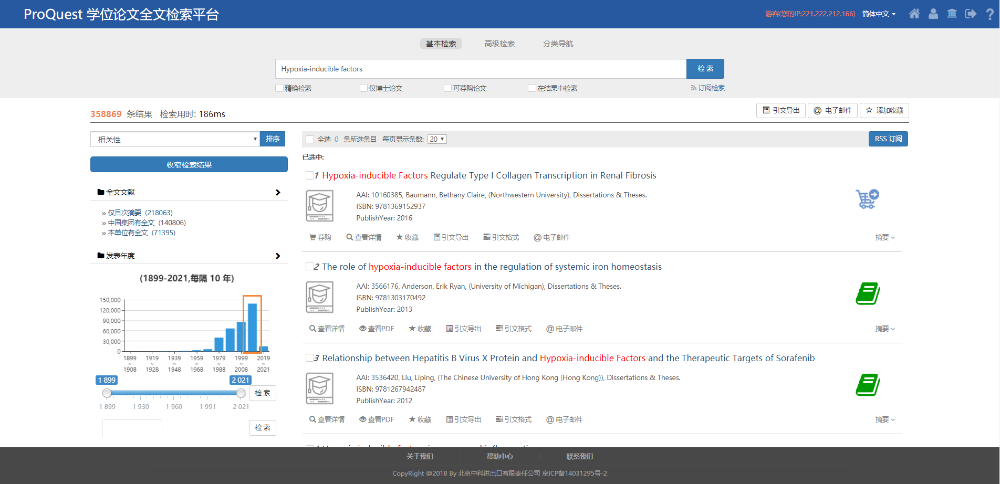 ProQuest 学位论文全文检索平台
游客(您的IP:221.222.212.166) 简体中文
基本检索 高级检索 分类导航
Hypoxia-inducible factors 检 索
精确检索 仅博士论文 可荐购论文 在结果中检索 订阅检索
358869 条结果 检索用时: 186ms
引文导出 电子邮件 添加收藏
相关性 排序
收窄检索结果
全文文献
» 仅目次摘要 (218063)
» 中国集团有全文 (140806)
» 本单位有全文 (71395)
发表年度
(1899-2021,每隔 10 年)
150,000
120,000
90,000
60,000
30,000
0
1899 1919 1939 1959 1979 1999 2019
~ ~ ~ ~ ~ ~ ~
1908 1928 1948 1968 1988 2008 2021
1 899 2 021
检 索
1 899 1 930 1 960 1 991 2 021
检 索
全选 0 条所选条目 每页显示条数: 20 RSS 订阅
已选中:
1 Hypoxia-inducible Factors Regulate Type I Collagen Transcription in Renal Fibrosis
AAI: 10160385, Baumann, Bethany Claire, (Northwestern University), Dissertations & Theses.
ISBN: 9781369152937
PublishYear: 2016
荐购 查看详情 收藏 引文导出 引文格式 @电子邮件 摘要
2 The role of hypoxia-inducible factors in the regulation of systemic iron homeostasis
AAI: 3566176, Anderson, Erik Ryan, (University of Michigan), Dissertations & Theses.
ISBN: 9781303170492
PublishYear: 2013
查看详情 查看PDF 收藏 引文导出 引文格式 @电子邮件 摘要
3 Relationship between Hepatitis B Virus X Protein and Hypoxia-inducible Factors and the Therapeutic Targets of Sorafenib
AAI: 3536420, Liu, Liping, (The Chinese University of Hong Kong (Hong Kong)), Dissertations & Theses.
ISBN: 9781267942487
PublishYear: 2012
查看详情 查看PDF 收藏 引文导出 引文格式 @电子邮件 摘要
关于我们 帮助中心 联系我们
CopyRight @2018 By 北京中科进出口有限责任公司 京ICP备14031295号-2